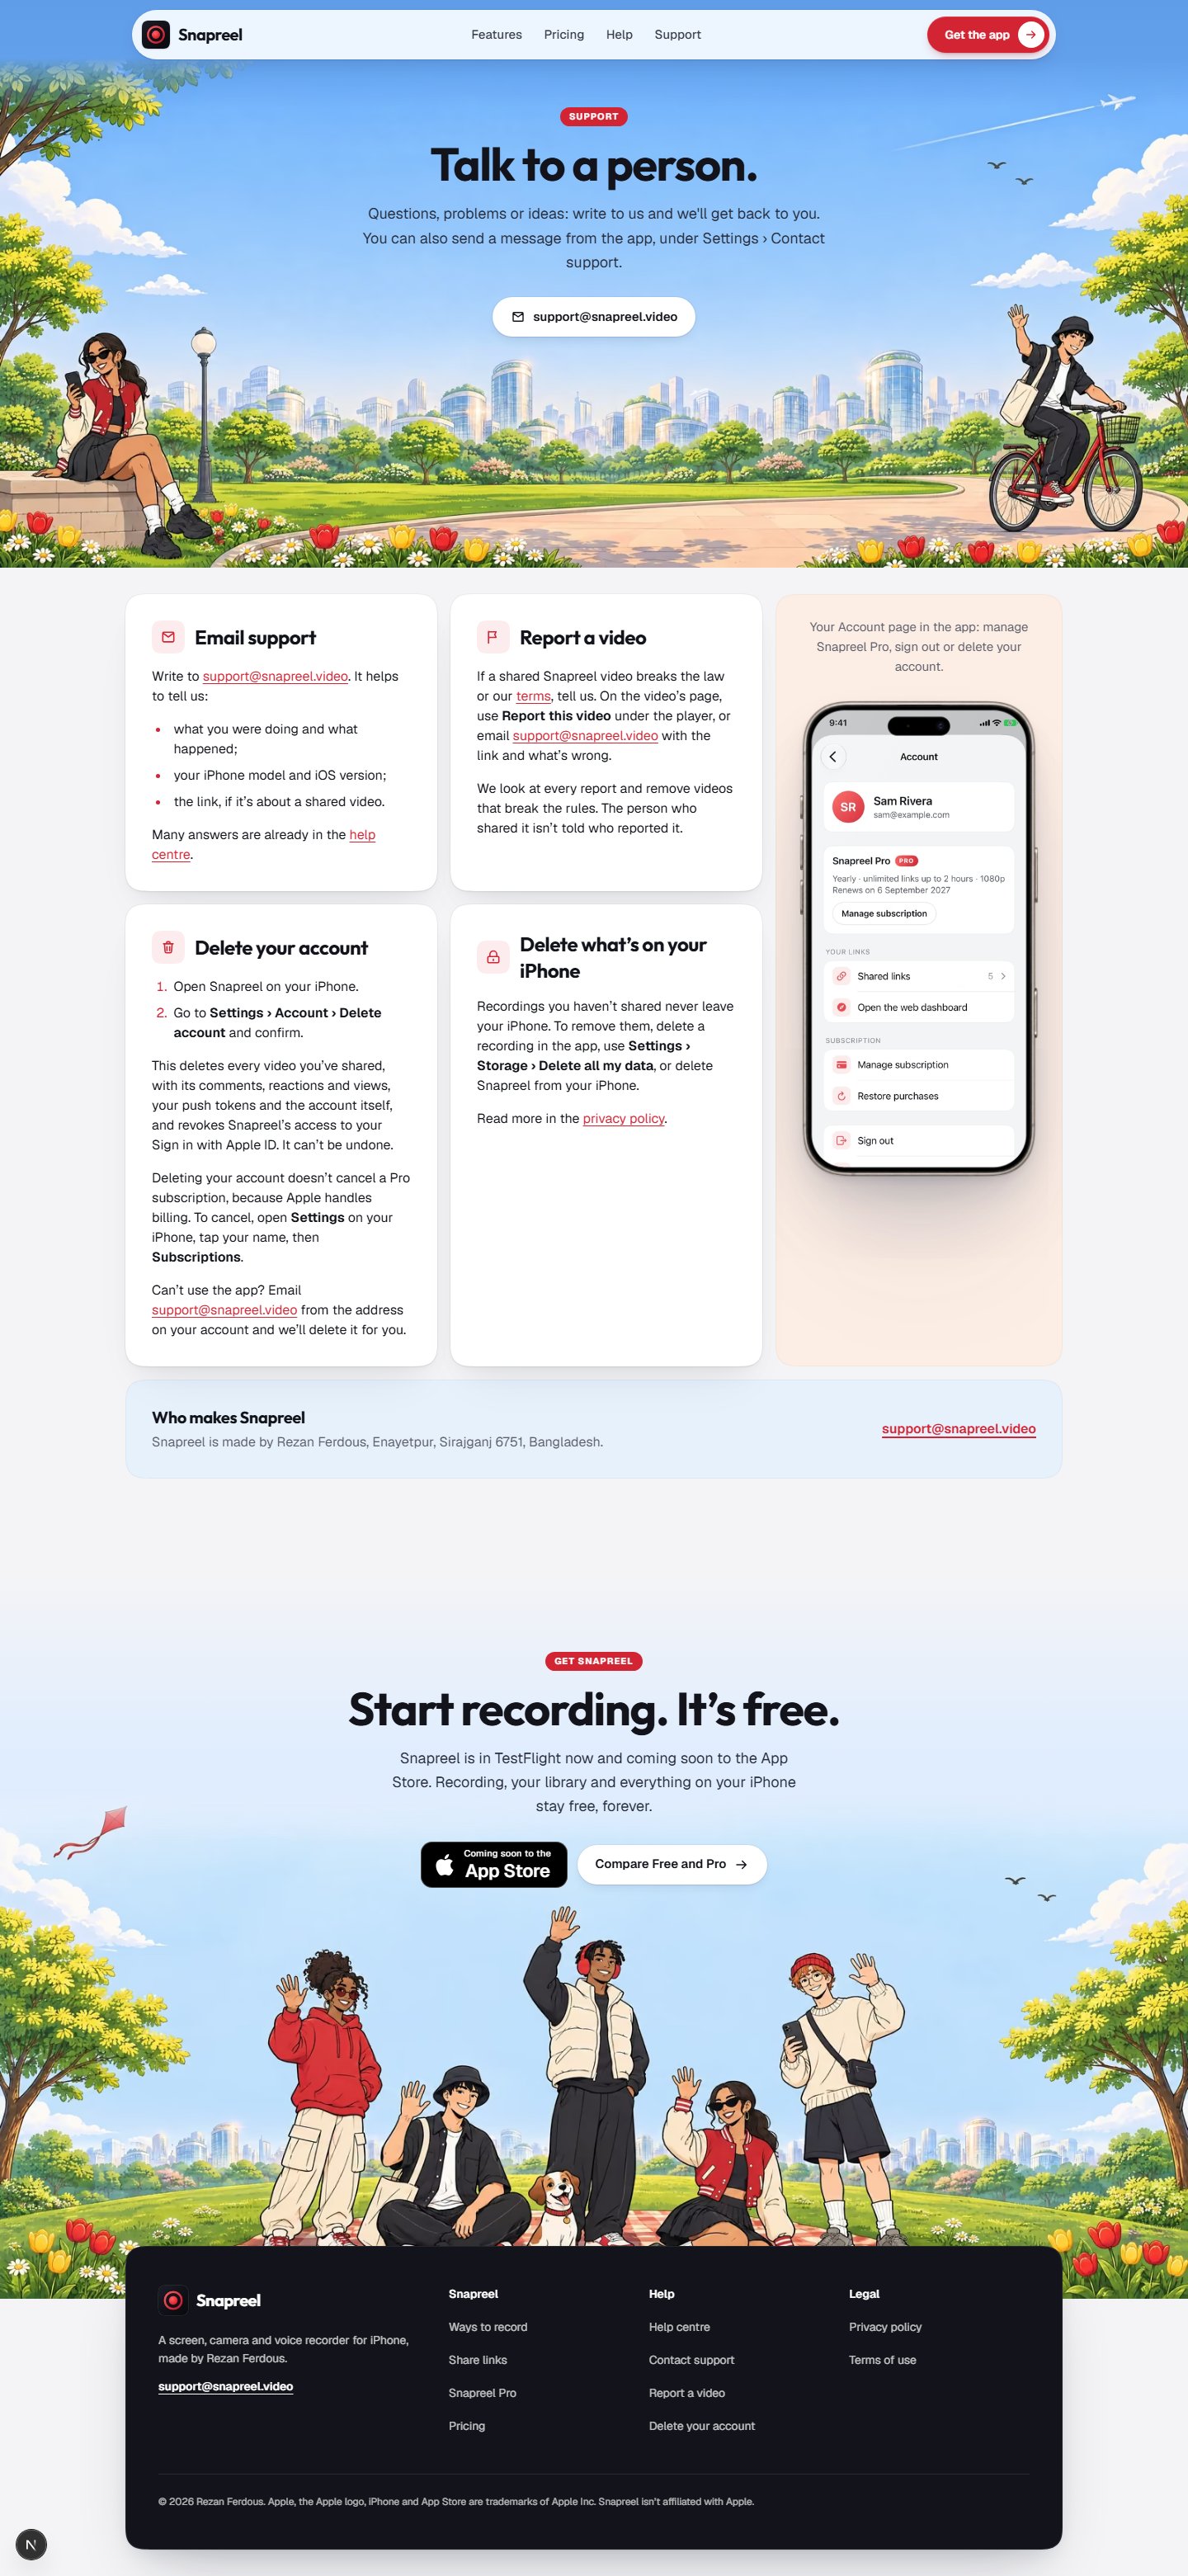 Snapreel
Features
Pricing
Help
Support
Get the app
SUPPORT
Talk to a person.
Questions, problems or ideas: write to us and we'll get back to you.
You can also send a message from the app, under Settings › Contact
support.
support@snapreel.video
Email support
Write to support@snapreel.video. It helps
to tell us:
what you were doing and what
happened;
your iPhone model and iOS version;
the link, if it’s about a shared video.
Many answers are already in the help
centre.
Report a video
If a shared Snapreel video breaks the law
or our terms, tell us. On the video’s page,
use Report this video under the player, or
email support@snapreel.video with the
link and what’s wrong.
We look at every report and remove videos
that break the rules. The person who
shared it isn’t told who reported it.
Your Account page in the app: manage
Snapreel Pro, sign out or delete your
account.
9:41
Account
SR
Sam Rivera
sam@example.com
Snapreel Pro PRO
Yearly · unlimited links up to 2 hours · 1080p
Renews on 6 September 2027
Manage subscription
YOUR LINKS
Shared links 5
Open the web dashboard
SUBSCRIPTION
Manage subscription
Restore purchases
Sign out
Delete your account
1. Open Snapreel on your iPhone.
2. Go to Settings › Account › Delete
account and confirm.
This deletes every video you’ve shared,
with its comments, reactions and views,
your push tokens and the account itself,
and revokes Snapreel’s access to your
Sign in with Apple ID. It can’t be undone.
Deleting your account doesn’t cancel a Pro
subscription, because Apple handles
billing. To cancel, open Settings on your
iPhone, tap your name, then
Subscriptions.
Can’t use the app? Email
support@snapreel.video from the address
on your account and we’ll delete it for you.
Delete what’s on your
iPhone
Recordings you haven’t shared never leave
your iPhone. To remove them, delete a
recording in the app, use Settings ›
Storage › Delete all my data, or delete
Snapreel from your iPhone.
Read more in the privacy policy.
Who makes Snapreel
Snapreel is made by Rezan Ferdous, Enayetpur, Sirajganj 6751, Bangladesh.
support@snapreel.video
GET SNAPREEL
Start recording. It’s free.
Snapreel is in TestFlight now and coming soon to the App
Store. Recording, your library and everything on your iPhone
stay free, forever.
Coming soon to the
App Store
Compare Free and Pro
Snapreel
A screen, camera and voice recorder for iPhone,
made by Rezan Ferdous.
support@snapreel.video
Snapreel
Ways to record
Share links
Snapreel Pro
Pricing
Help
Help centre
Contact support
Report a video
Delete your account
Legal
Privacy policy
Terms of use
© 2026 Rezan Ferdous. Apple, the Apple logo, iPhone and App Store are trademarks of Apple Inc. Snapreel isn’t affiliated with Apple.
N